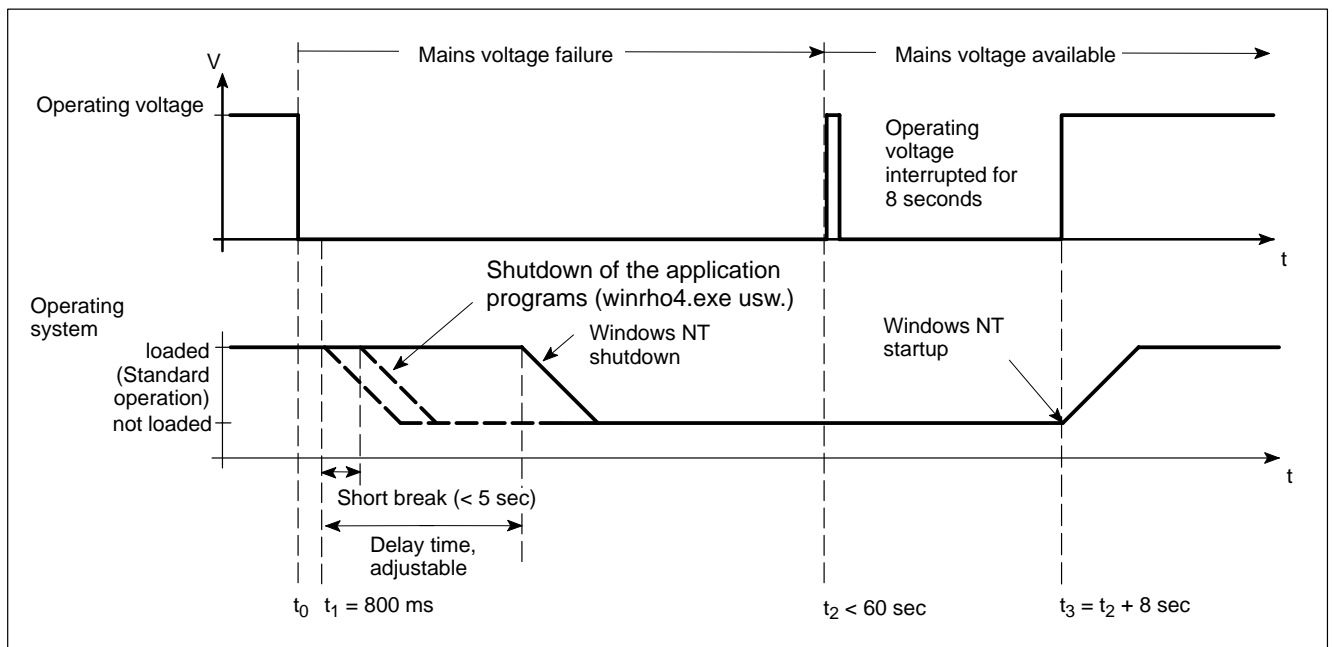 Mains voltage failure
Mains voltage available
V
Operating voltage
Operating
voltage
interrupted for
8 seconds
t
Shutdown of the application
programs (winrho4.exe usw.)
Operating
system
Windows NT
shutdown
Windows NT
startup
loaded
(Standard
operation)
not loaded
t
Short break (< 5 sec)
Delay time,
adjustable
t0 t1 = 800 ms
t2 < 60 sec
t3 = t2 + 8 sec